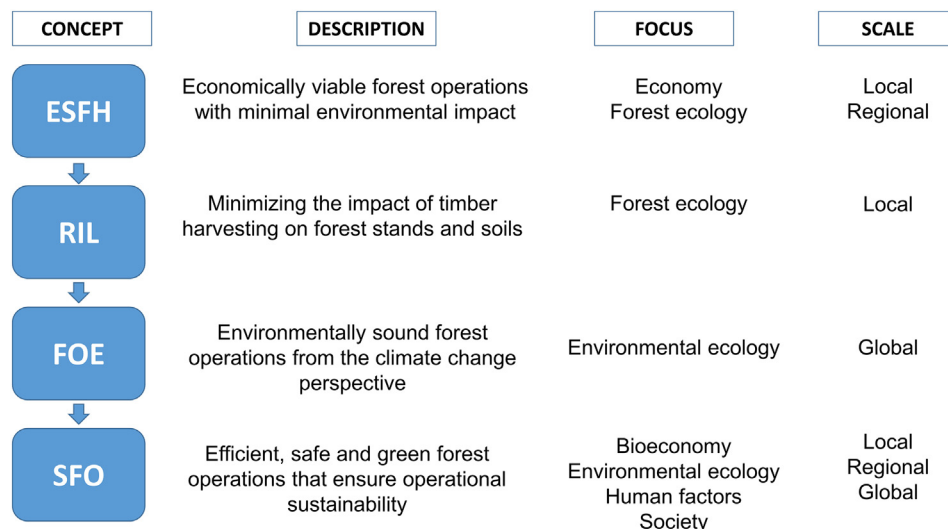 CONCEPT
DESCRIPTION
FOCUS
SCALE
ESFH
Economically viable forest operations
with minimal environmental impact
Economy
Forest ecology
Local
Regional
RIL
Minimizing the impact of timber
harvesting on forest stands and soils
Forest ecology
Local
FOE
Environmentally sound forest
operations from the climate change
perspective
Environmental ecology
Global
SFO
Efficient, safe and green forest
operations that ensure operational
sustainability
Bioeconomy
Environmental ecology
Human factors
Society
Local
Regional
Global